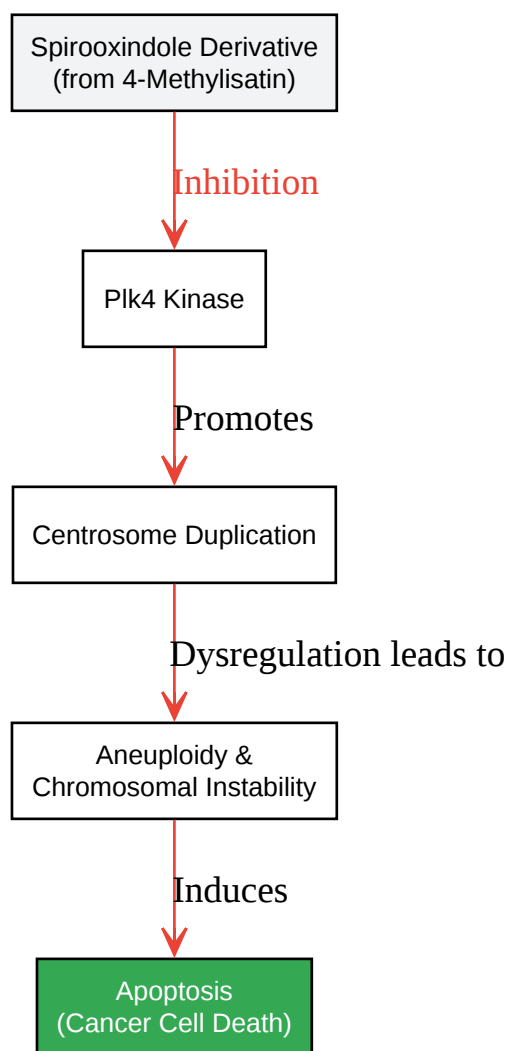 Spirooxindole Derivative
(from 4-Methylisatin)
Inhibition
Plk4 Kinase
Promotes
Centrosome Duplication
Dysregulation leads to
Aneuploidy &
Chromosomal Instability
Induces
Apoptosis
(Cancer Cell Death)